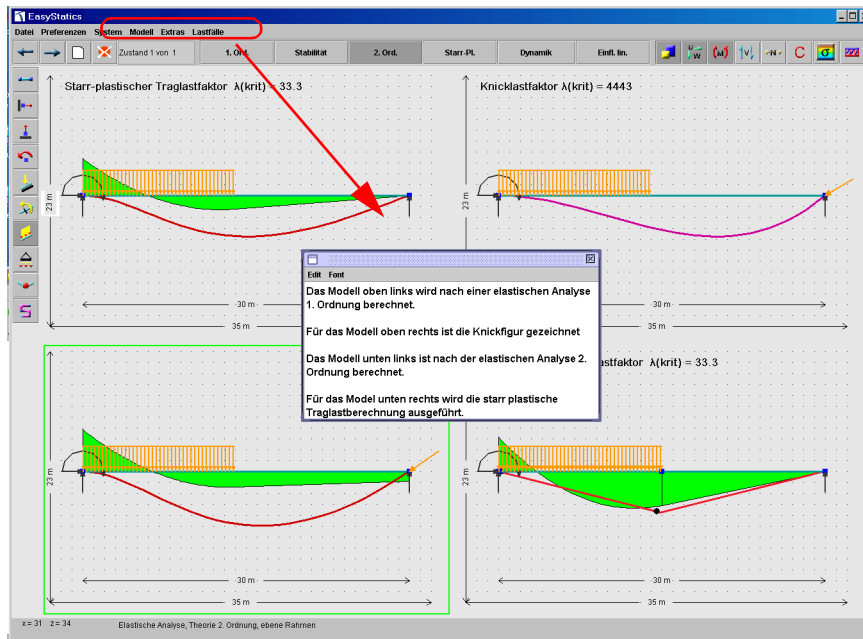 EasyStatics
Datei Preferenzen System Modell Extras Lastfälle
Zustand 1 von 1 1. Ord. Stabilität 2. Ord. Starr-Pl. Dynamik Einfl. lin.
Starr-plastischer Traglastfaktor λ(krit) = 33.3
Knicklastfaktor λ(krit) = 4443
23 m
30 m
35 m
23 m
30 m
35 m
Edit Font
Das Modell oben links wird nach einer elastischen Analyse
1. Ordnung berechnet.
Für das Modell oben rechts ist die Knickfigur gezeichnet
Das Modell unten links ist nach der elastischen Analyse 2.
Ordnung berechnet.
Für das Model unten rechts wird die starr plastische
Traglastberechnung ausgeführt.
astfaktor λ(krit) = 33.3
23 m
30 m
35 m
23 m
30 m
35 m
x = 31 z = 34 Elastische Analyse, Theorie 2. Ordnung, ebene Rahmen